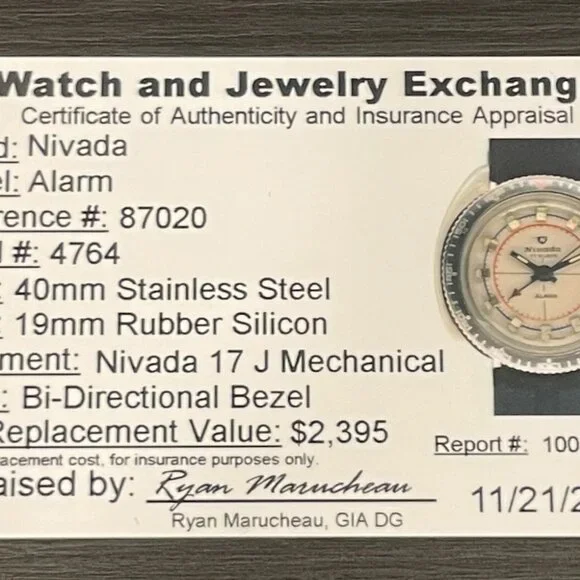 Watch and Jewelry Exchang
Certificate of Authenticity and Insurance Appraisal
d: Nivada
el: Alarm
rence #: 87020
l #: 4764
: 40mm Stainless Steel
: 19mm Rubber Silicon
ment: Nivada 17 J Mechanical
: Bi-Directional Bezel
Replacement Value: $2,395
acement cost, for insurance purposes only.
Report #: 100
aised by: Ryan Marucheau
11/21/2
Ryan Marucheau, GIA DG
Nivada
ALARM